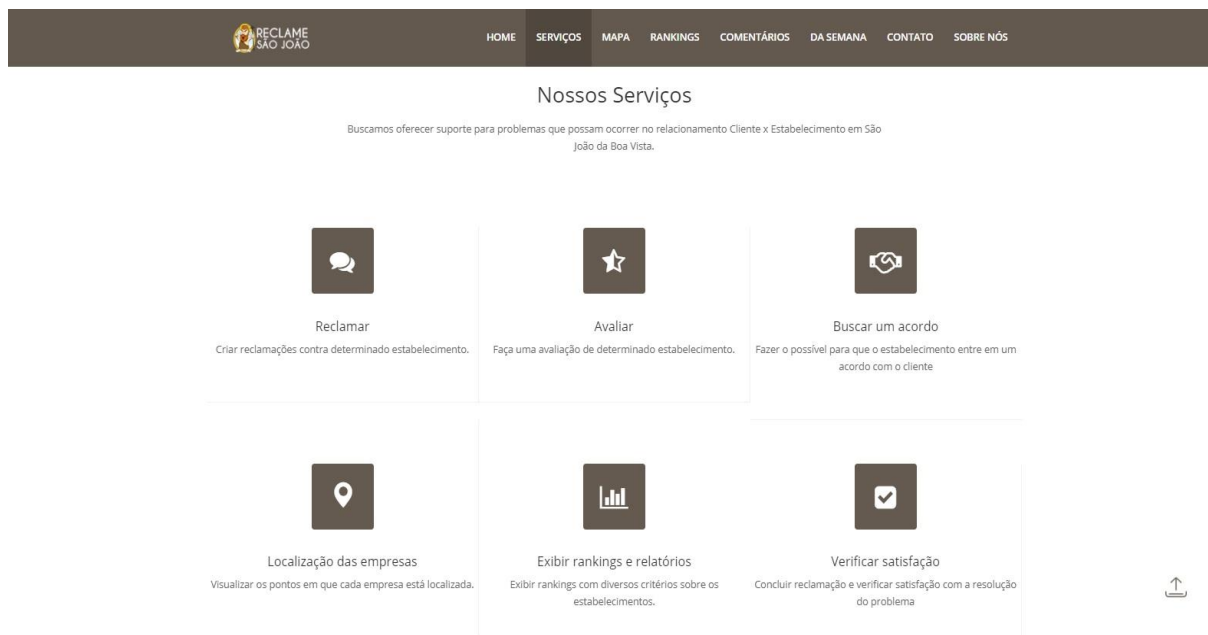 RECLAME
SÃO JOÃO
HOME SERVIÇOS MAPA RANKINGS COMENTÁRIOS DA SEMANA CONTATO SOBRE NÓS
Nossos Serviços
Buscamos oferecer suporte para problemas que possam ocorrer no relacionamento Cliente x Estabelecimento em São
João da Boa Vista.
Reclamar
Criar reclamações contra determinado estabelecimento.
Avaliar
Faça uma avaliação de determinado estabelecimento.
Buscar um acordo
Fazer o possível para que o estabelecimento entre em um
acordo com o cliente
Localização das empresas
Visualizar os pontos em que cada empresa está localizada.
Exibir rankings e relatórios
Exibir rankings com diversos critérios sobre os
estabelecimentos.
Verificar satisfação
Concluir reclamação e verificar satisfação com a resolução
do problema